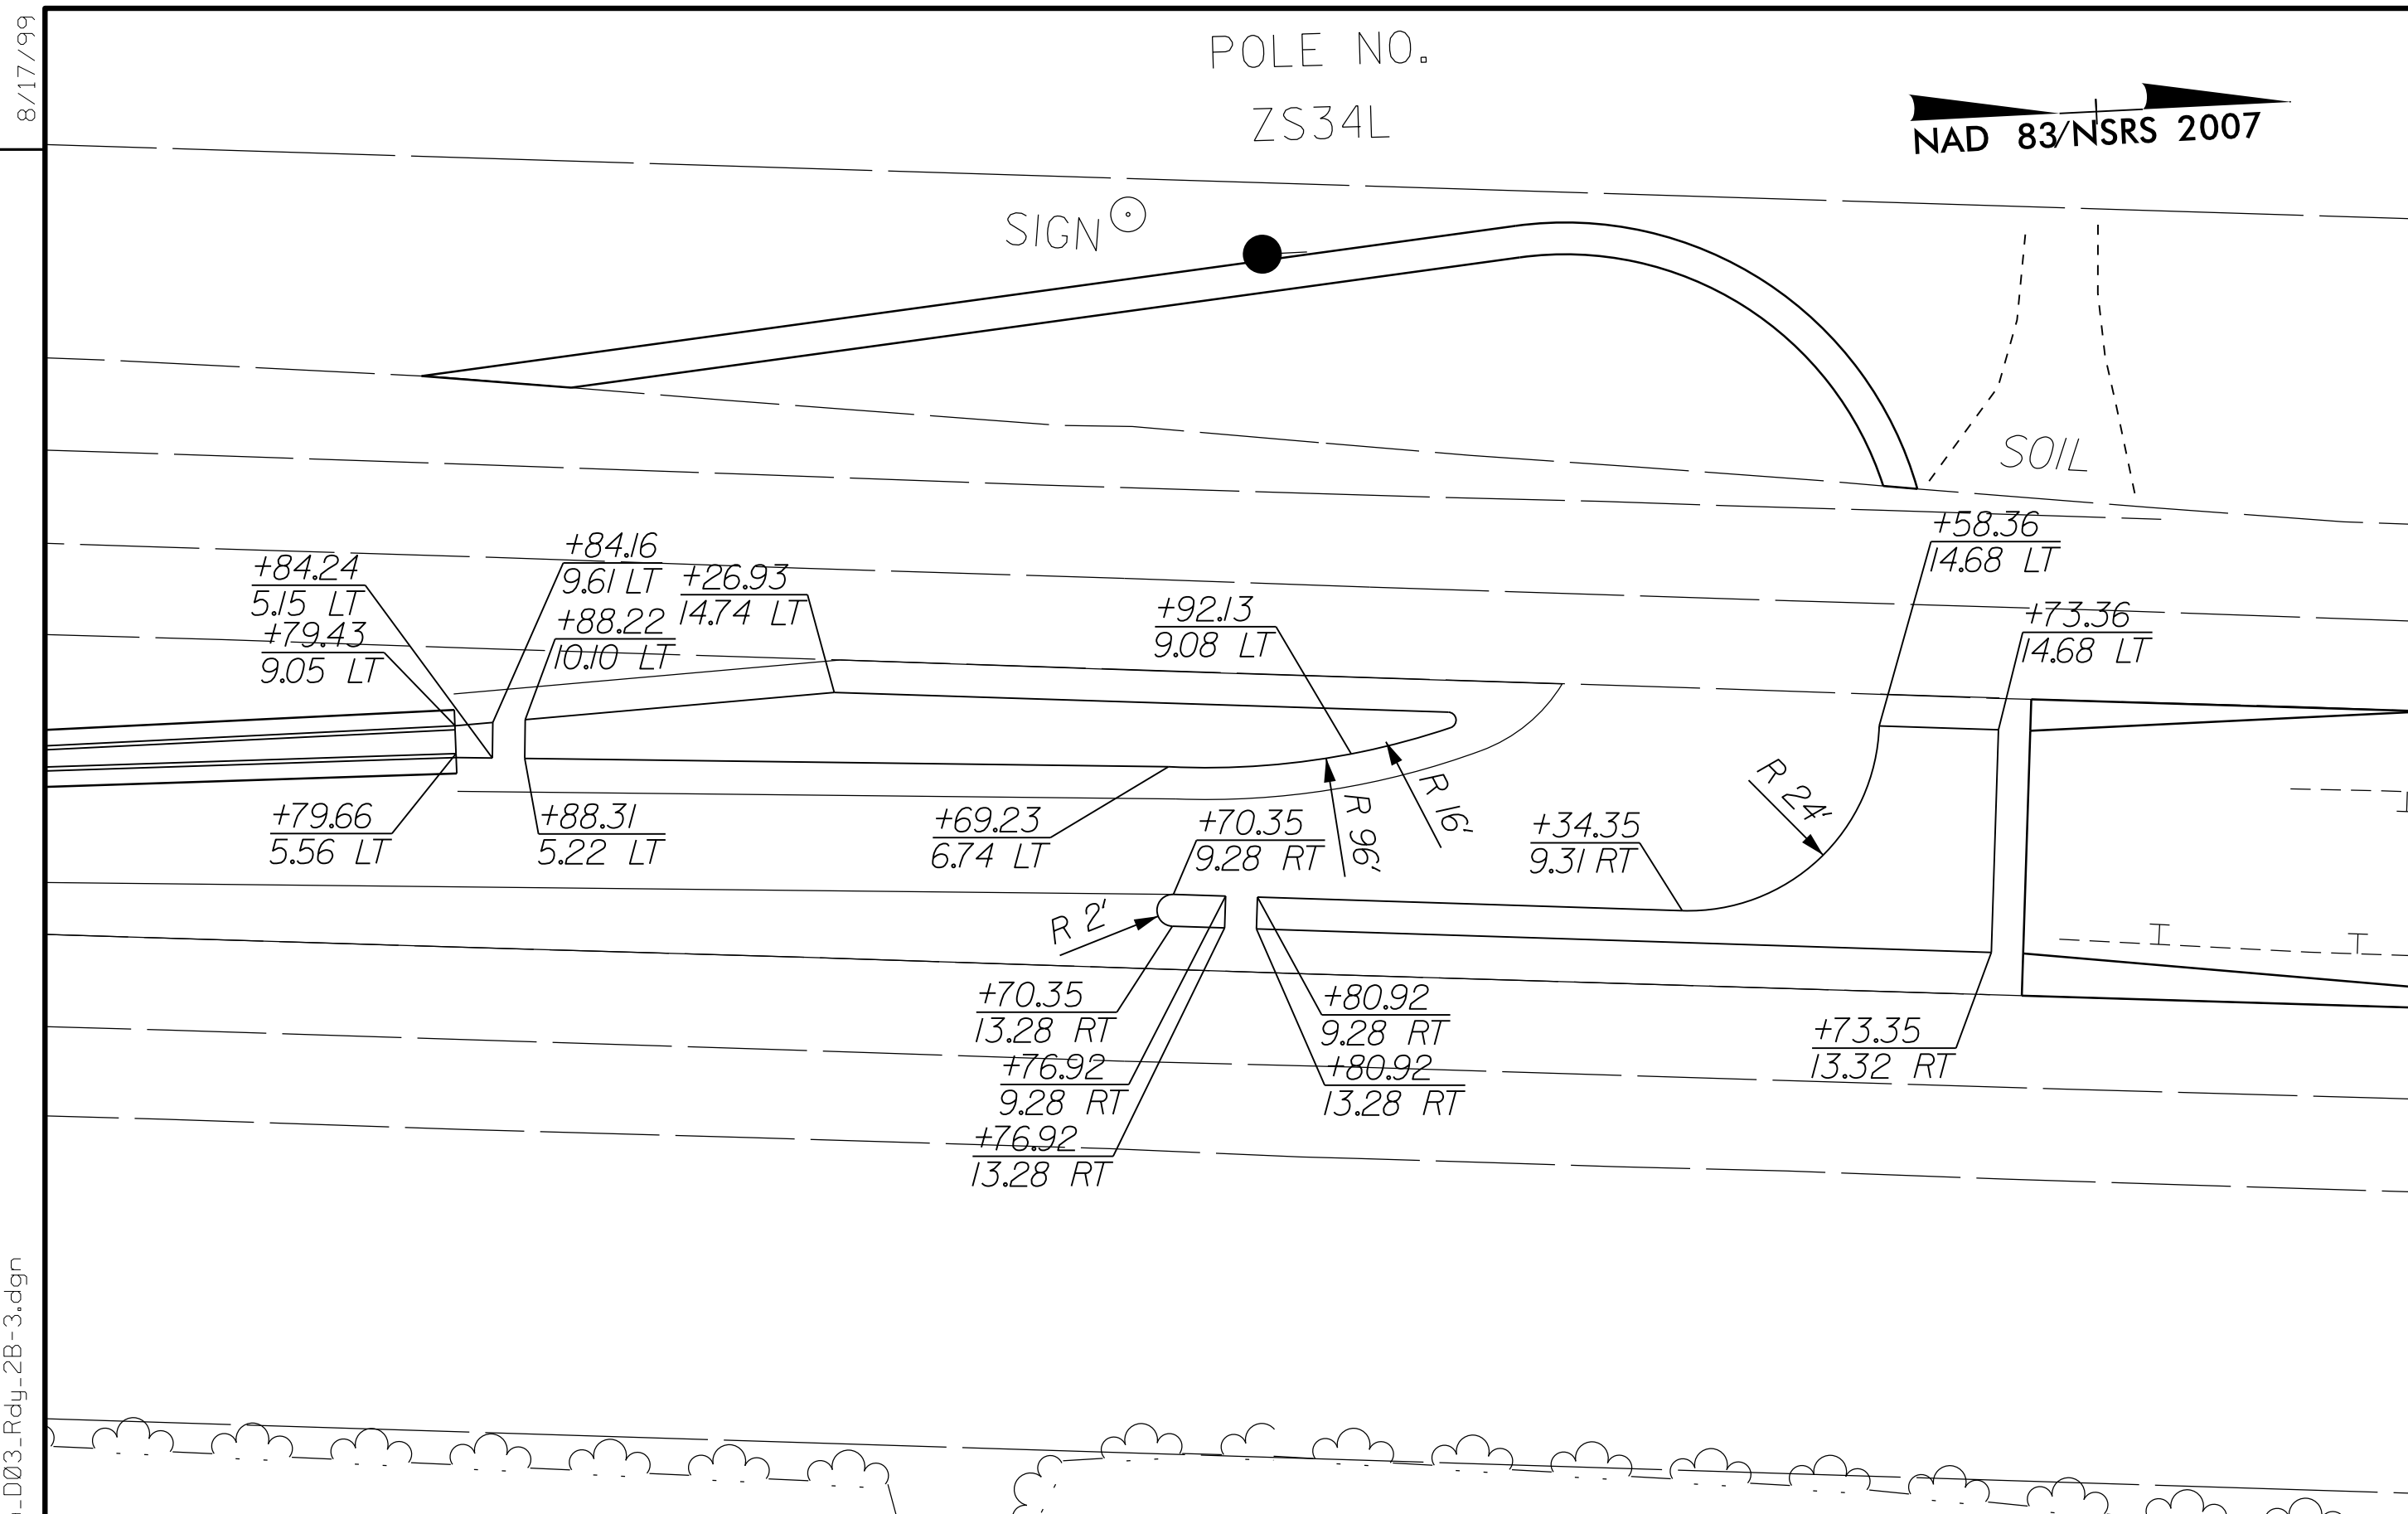 8/17/99
POLE NO.
ZS34L
NAD 83/NSRS 2007
SIGN
SOIL
+58.36
14.68 LT
+84.24
5.15 LT
+84.16
9.61 LT
+26.93
14.74 LT
+79.43
9.05 LT
+88.22
10.10 LT
+92.13
9.08 LT
+73.36
14.68 LT
+79.66
5.56 LT
+88.31
5.22 LT
+69.23
6.74 LT
+70.35
9.28 RT
R 96'
R 16'
+34.35
9.31 RT
R 24'
R 2'
+70.35
13.28 RT
+76.92
9.28 RT
+76.92
13.28 RT
+80.92
9.28 RT
+80.92
13.28 RT
+73.35
13.32 RT
_D03_Rdy_2B-3.dgn